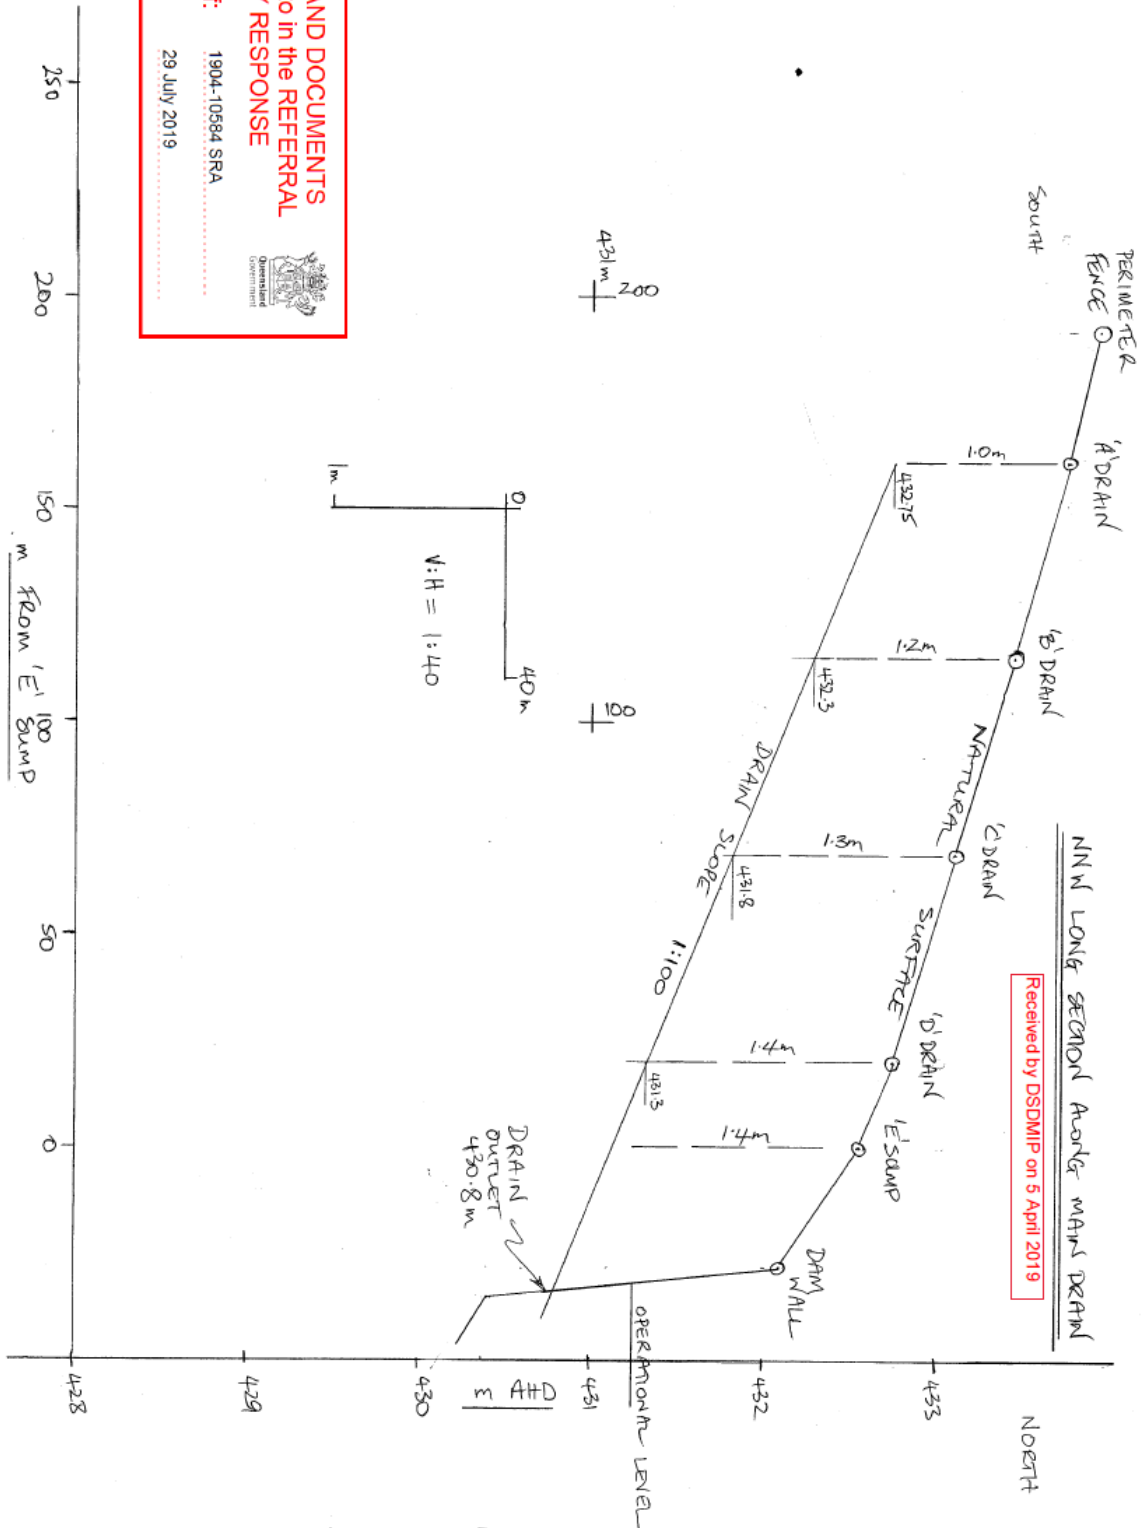 NNW LONG SECTION ALONG MAIN DRAIN
Received by DSDMIP on 5 April 2019
SOUTH
NORTH
PERIMETER
FENCE
'A' DRAIN
'B' DRAIN
'C' DRAIN
'D' DRAIN
'E' SUMP
DAM
WALL
NATURAL SURFACE
1.0m
1.2m
1.3m
1.4m
1.4m
432.75
432.3
431.8
431.3
DRAIN SLOPE 1:100
DRAIN
OUTLET
430.8m
OPERATIONAL LEVEL
433
432
431
m AHD
430
429
428
431m
200
100
0
40m
1m
V:H = 1:40
AND DOCUMENTS
o in the REFERRAL
Y RESPONSE
f:
1904-10584 SRA
29 July 2019
Queensland
Government
250
200
150
100
50
0
m FROM 'E' SUMP